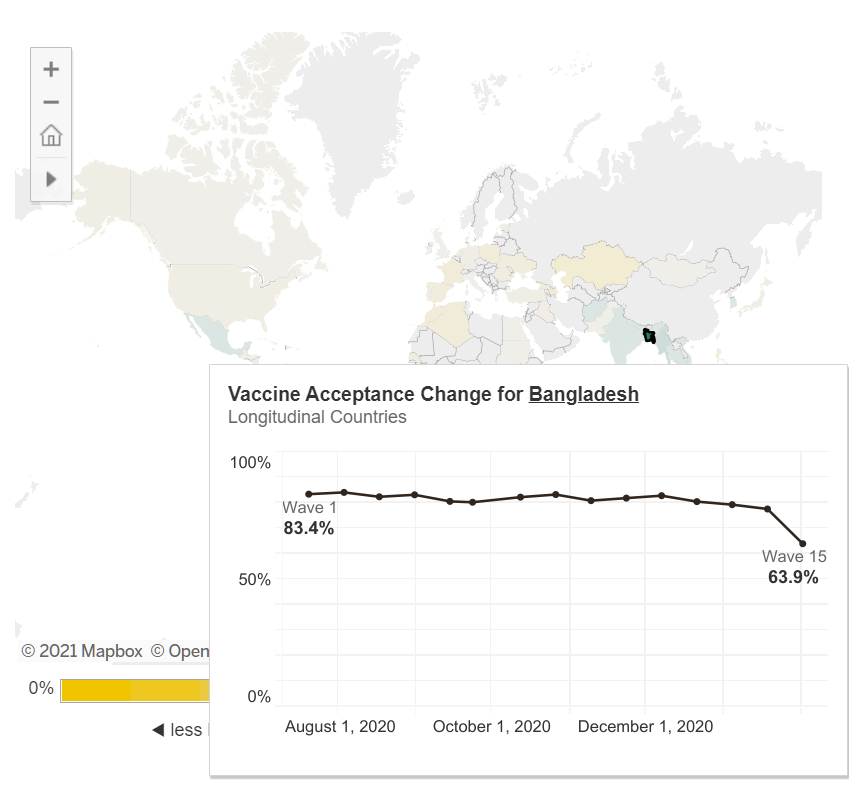 Vaccine Acceptance Change for Bangladesh
Longitudinal Countries
100%
Wave 1
83.4%
Wave 15
63.9%
50%
0%
August 1, 2020 October 1, 2020 December 1, 2020
© 2021 Mapbox © Open
0%
◀ less